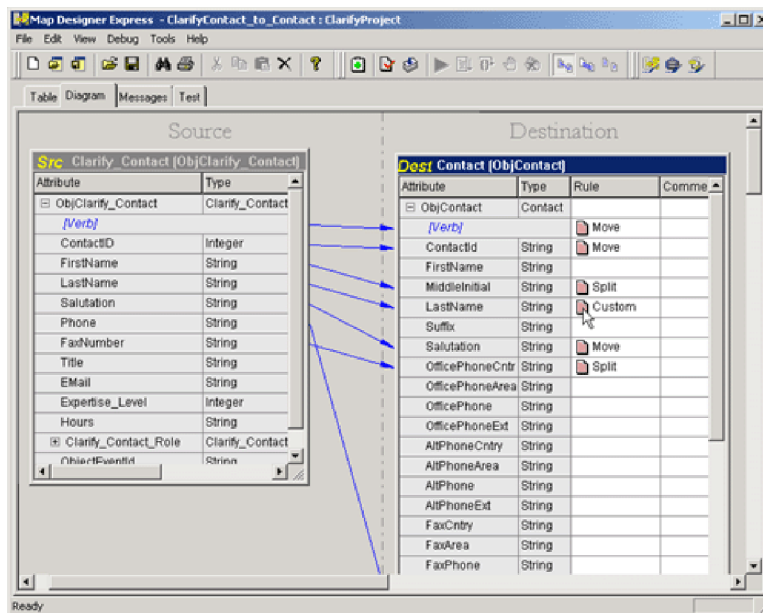 Map Designer Express - ClarifyContact_to_Contact : ClarifyProject
File Edit View Debug Tools Help
Table Diagram Messages Test
Source
Destination
Src Clarify_Contact (ObjClarify_Contact)
Attribute Type
ObjClarify_Contact Clarify_Contact
[Verb]
ContactID Integer
FirstName String
LastName String
Salutation String
Phone String
FaxNumber String
Title String
EMail String
Expertise_Level Integer
Hours String
Clarify_Contact_Role Clarify_Contact
ObjectEventId String
Dest Contact (ObjContact)
Attribute Type Rule Comme
ObjContact Contact
[Verb] Move
ContactId String Move
FirstName String
MiddleInitial String Split
LastName String Custom
Suffix String
Salutation String Move
OfficePhoneCntr String Split
OfficePhoneArea String
OfficePhone String
OfficePhoneExt String
AltPhoneCntry String
AltPhoneArea String
AltPhone String
AltPhoneExt String
FaxCntry String
FaxArea String
FaxPhone String
Ready